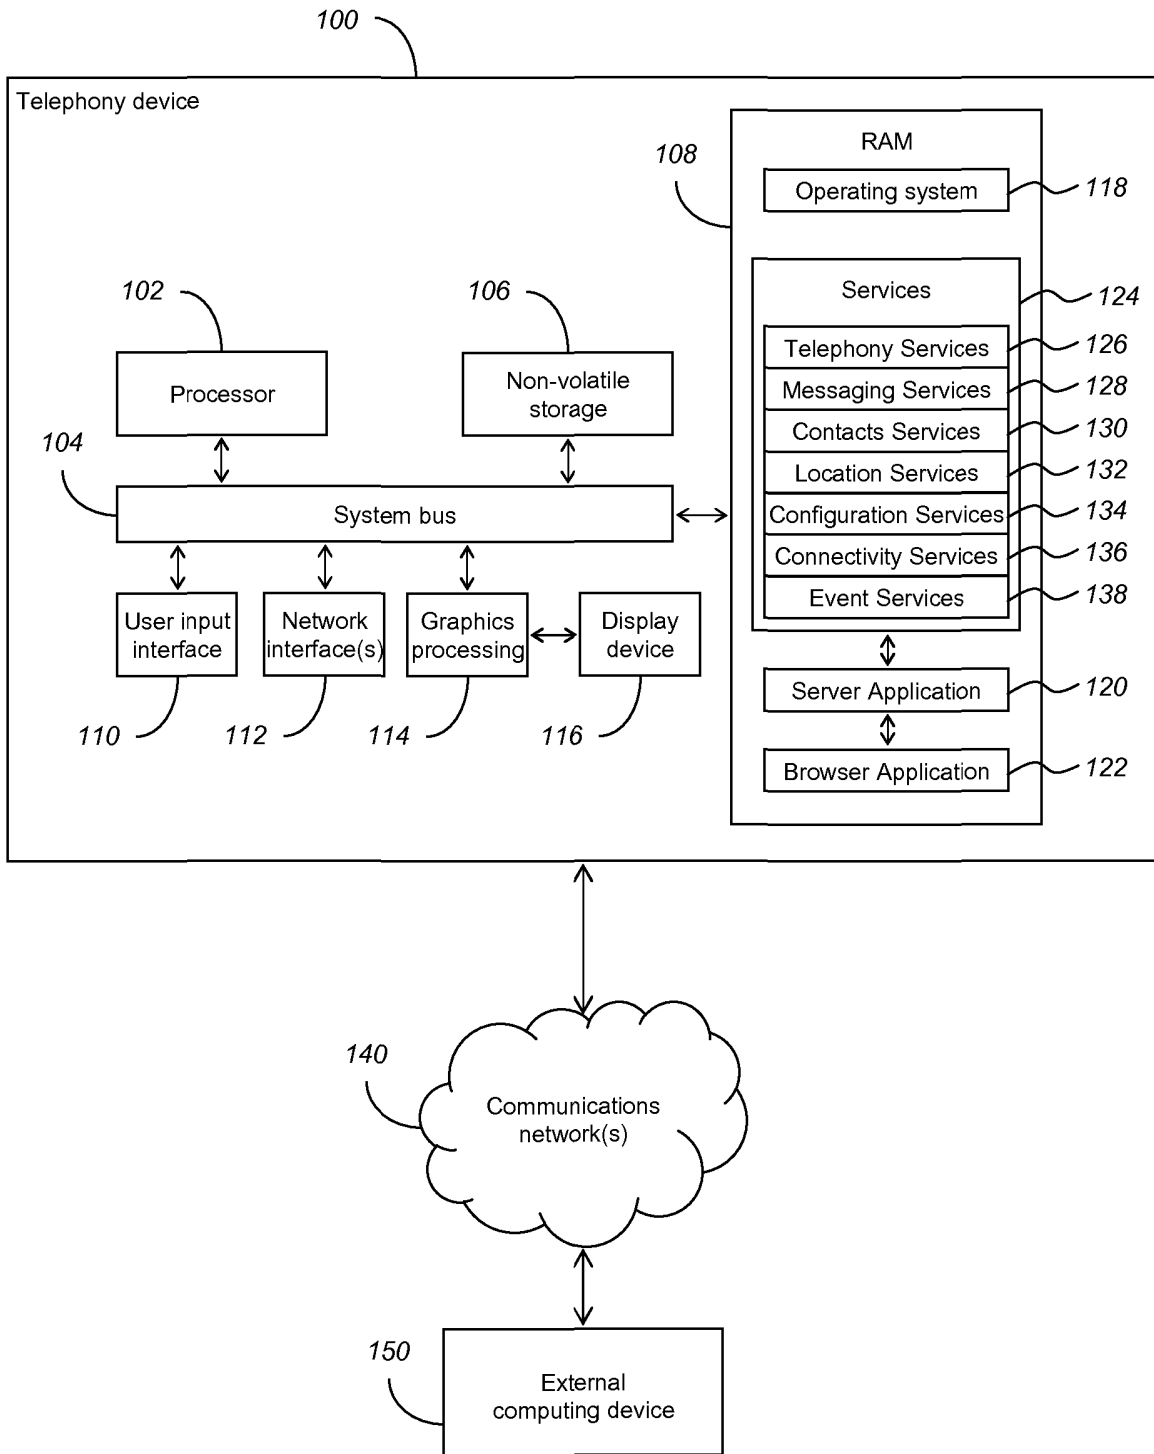 100
Telephony device
RAM
108
Operating system
118
Services
124
102
106
Telephony Services
126
Processor
Non-volatile
storage
Messaging Services
128
Contacts Services
130
104
Location Services
132
System bus
Configuration Services
134
Connectivity Services
136
Event Services
138
User input
interface
Network
interface(s)
Graphics
processing
Display
device
Server Application
120
110
112
114
116
Browser Application
122
140
Communications
network(s)
150
External
computing device